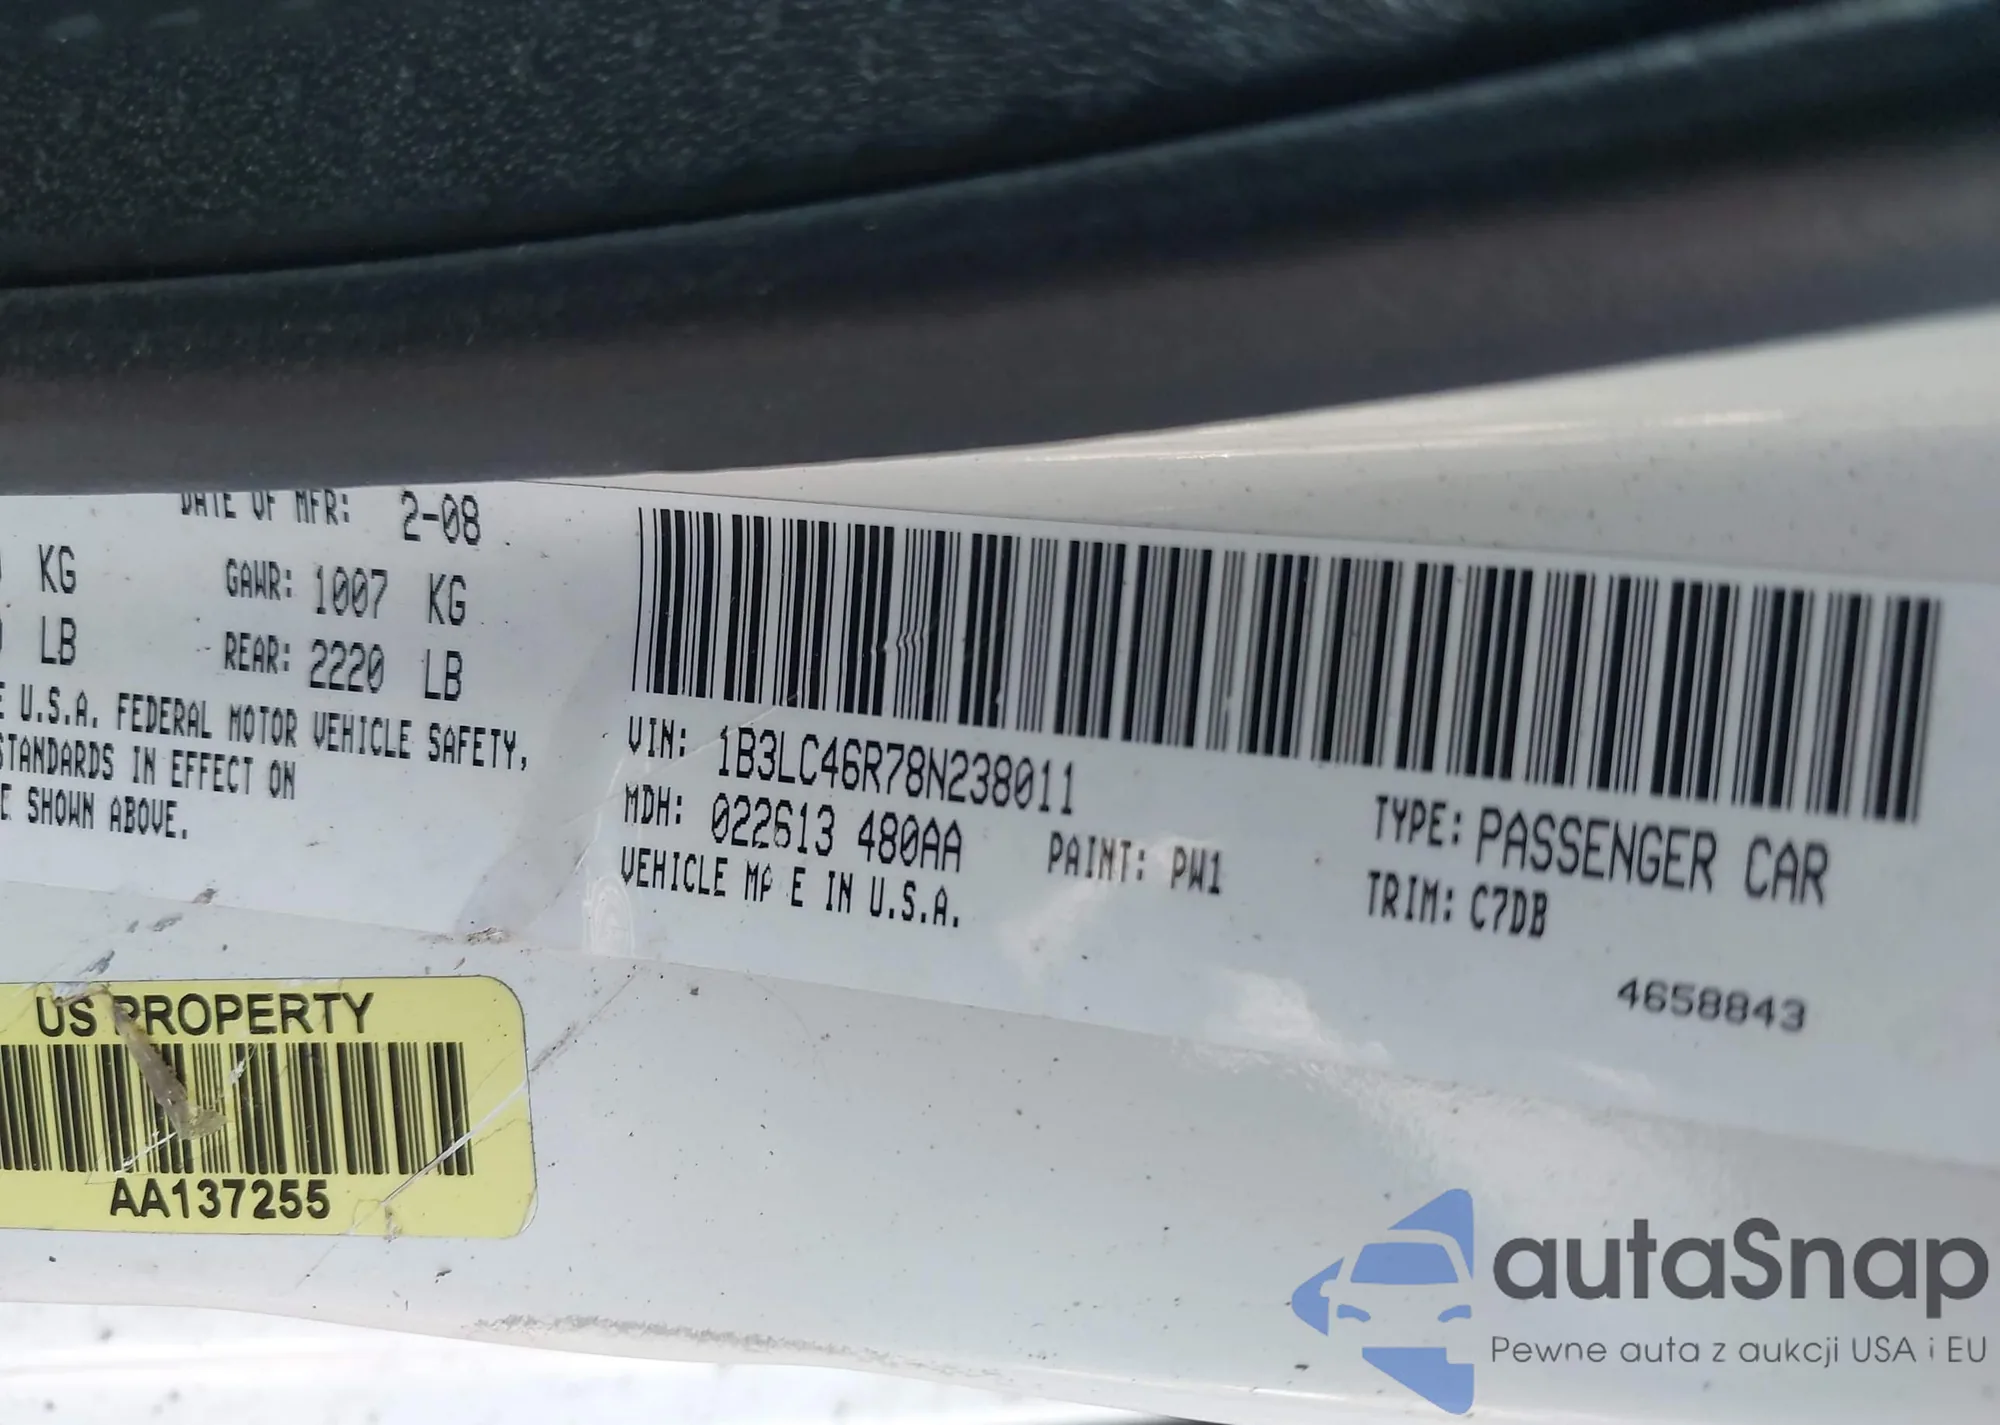 DATE OF MFR: 2-08
KG GAWR: 1007 KG
LB REAR: 2220 LB
U.S.A. FEDERAL MOTOR VEHICLE SAFETY,
STANDARDS IN EFFECT ON
SHOWN ABOVE.
VIN: 1B3LC46R78N238011
TYPE: PASSENGER CAR
MDH: 022613 480AA PAINT: PW1
TRIM: C7DB
VEHICLE MA E IN U.S.A.
4658843
US PROPERTY
AA137255
autaSnap
Pewne auta z aukcji USA i EU